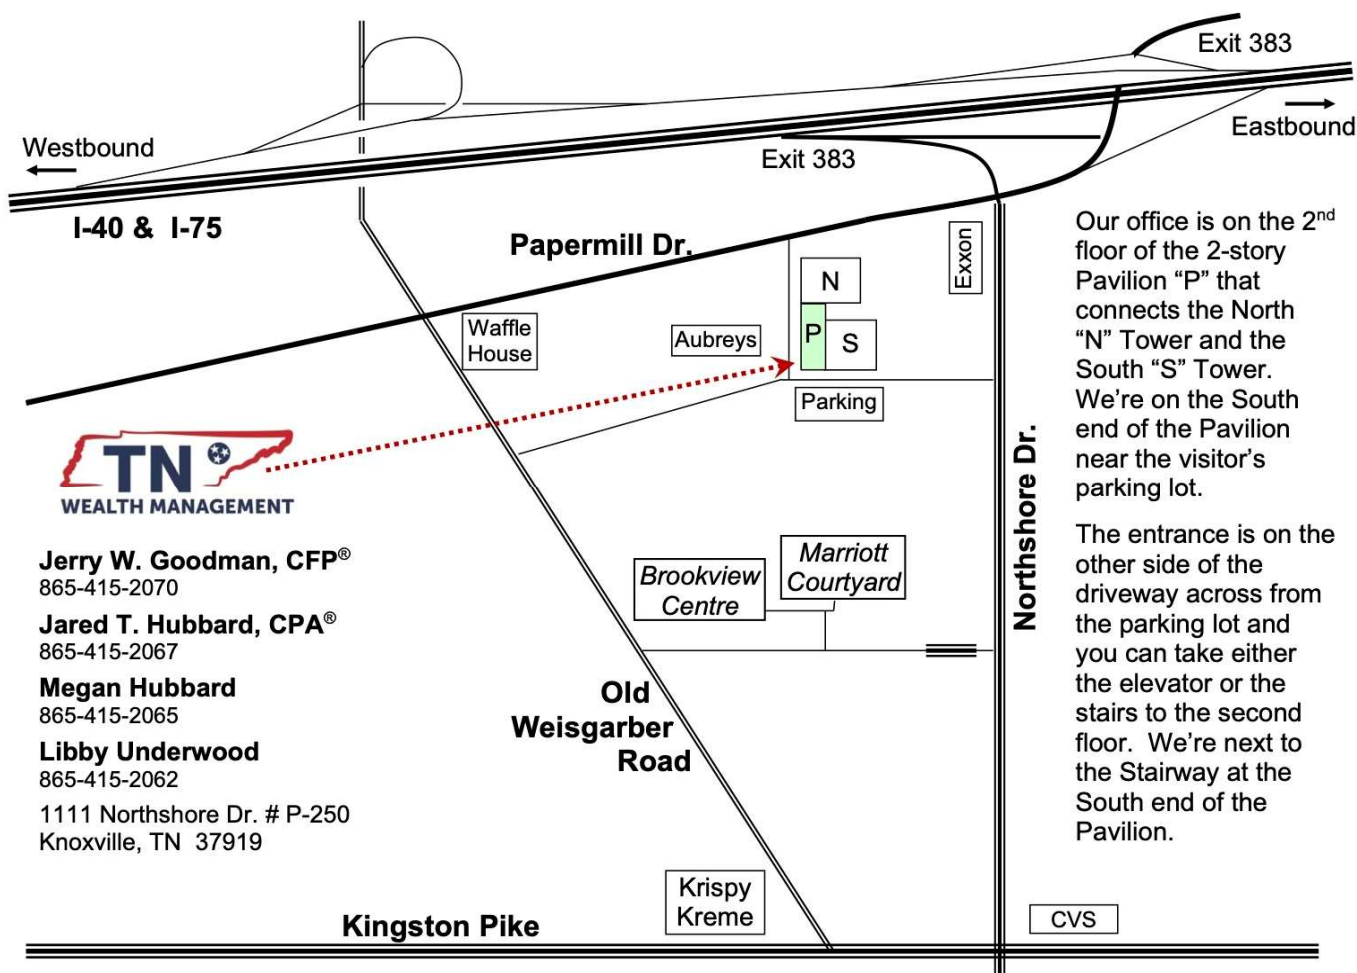 Exit 383
Westbound
Eastbound
Exit 383
I-40 & I-75
Papermill Dr.
Exxon
N
P
S
Waffle
House
Aubreys
Parking
Northshore Dr.
TN
WEALTH MANAGEMENT
Jerry W. Goodman, CFP®
865-415-2070
Jared T. Hubbard, CPA®
865-415-2067
Megan Hubbard
865-415-2065
Libby Underwood
865-415-2062
1111 Northshore Dr. # P-250
Knoxville, TN 37919
Brookview
Centre
Marriott
Courtyard
Old
Weisgarber
Road
Krispy
Kreme
Kingston Pike
CVS
Our office is on the 2nd
floor of the 2-story
Pavilion “P” that
connects the North
“N” Tower and the
South “S” Tower.
We’re on the South
end of the Pavilion
near the visitor’s
parking lot.
The entrance is on the
other side of the
driveway across from
the parking lot and
you can take either
the elevator or the
stairs to the second
floor. We’re next to
the Stairway at the
South end of the
Pavilion.